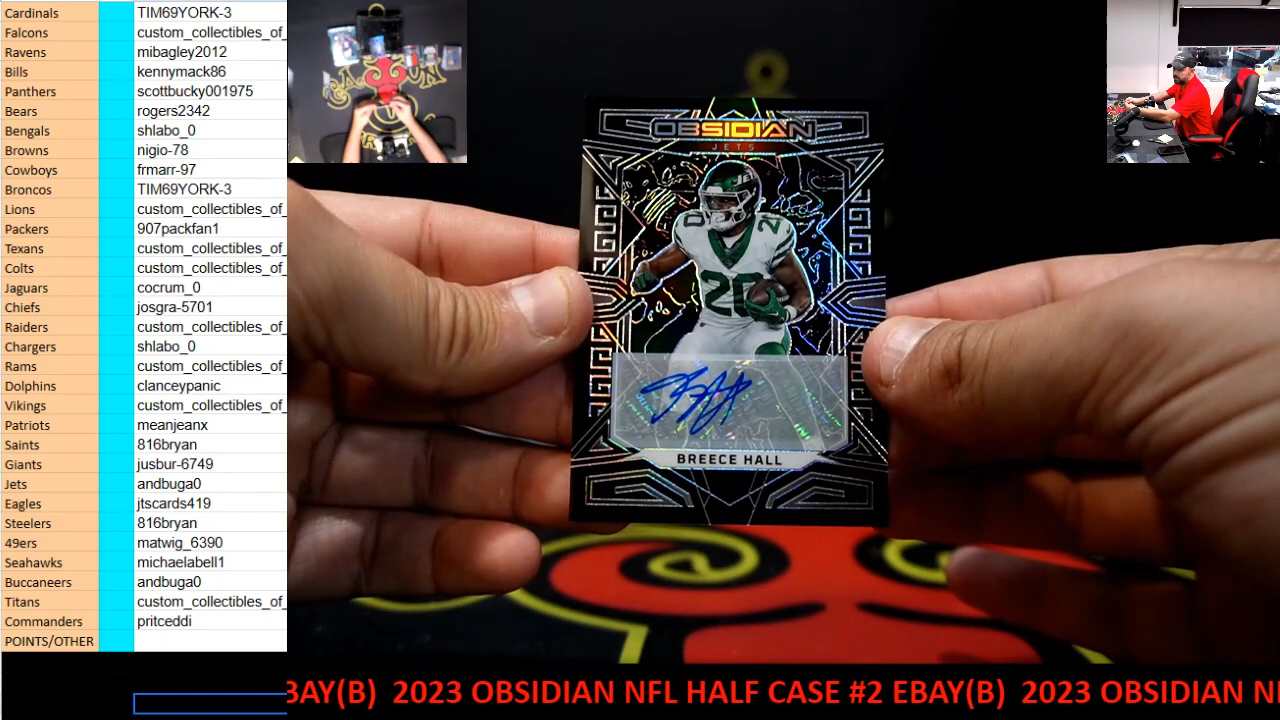 Cardinals TIM69YORK-3
Falcons custom_collectibles_of_
Ravens mibagley2012
Bills kennymack86
Panthers scottbucky001975
Bears rogers2342
Bengals shlabo_0
Browns nigio-78
Cowboys frmarr-97
Broncos TIM69YORK-3
Lions custom_collectibles_of_
Packers 907packfan1
Texans custom_collectibles_of_
Colts custom_collectibles_of_
Jaguars cocrum_0
Chiefs josgra-5701
Raiders custom_collectibles_of_
Chargers shlabo_0
Rams custom_collectibles_of_
Dolphins clanceypanic
Vikings custom_collectibles_of_
Patriots meanjeanx
Saints 816bryan
Giants jusbur-6749
Jets andbuga0
Eagles jtscards419
Steelers 816bryan
49ers matwig_6390
Seahawks michaelabell1
Buccaneers andbuga0
Titans custom_collectibles_of_
Commanders pritceddi
POINTS/OTHER
OBSIDIAN
JETS
20
20
BREECE HALL
BAY(B) 2023 OBSIDIAN NFL HALF CASE #2 EBAY(B) 2023 OBSIDIAN N